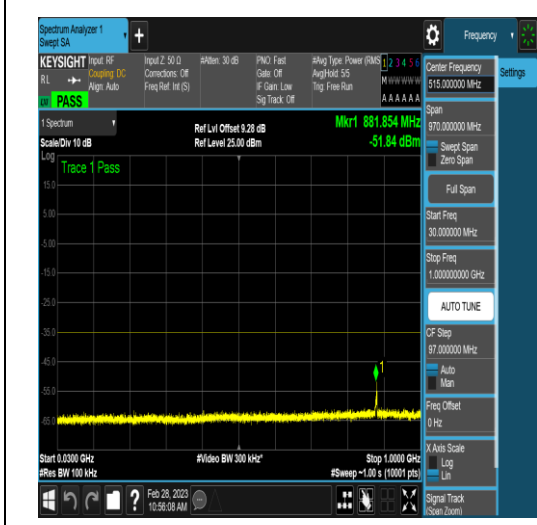 Spectrum Analyzer 1
Swept SA
Frequency
KEYSIGHT
Input: RF
Input Z: 50 Ω
#Atten: 30 dB
PNO: Fast
#Avg Type: Power (RMS
1 2 3 4 5 6
RL
Coupling: DC
Corrections: Off
Gate: Off
Avg|Hold: 5/5
M W W W W W
Align: Auto
Freq Ref: Int (S)
IF Gain: Low
Trig: Free Run
Sig Track: Off
A A A A A A
PASS
1 Spectrum
Scale/Div 10 dB
Ref Lvl Offset 9.28 dB
Ref Level 25.00 dBm
Mkr1 881.854 MHz
-51.84 dBm
Log
Trace 1 Pass
15.0
5.00
-5.00
-15.0
-25.0
-35.0
-45.0
-55.0
-65.0
1
Start 0.0300 GHz
#Video BW 300 kHz*
Stop 1.0000 GHz
#Res BW 100 kHz
#Sweep ~1.00 s (10001 pts)
Feb 28, 2023
10:56:08 AM
?
Center Frequency
515.000000 MHz
Settings
Span
970.000000 MHz
Swept Span
Zero Span
Full Span
Start Freq
30.000000 MHz
Stop Freq
1.000000000 GHz
AUTO TUNE
CF Step
97.000000 MHz
Auto
Man
Freq Offset
0 Hz
X Axis Scale
Log
Lin
Signal Track
(Span Zoom)